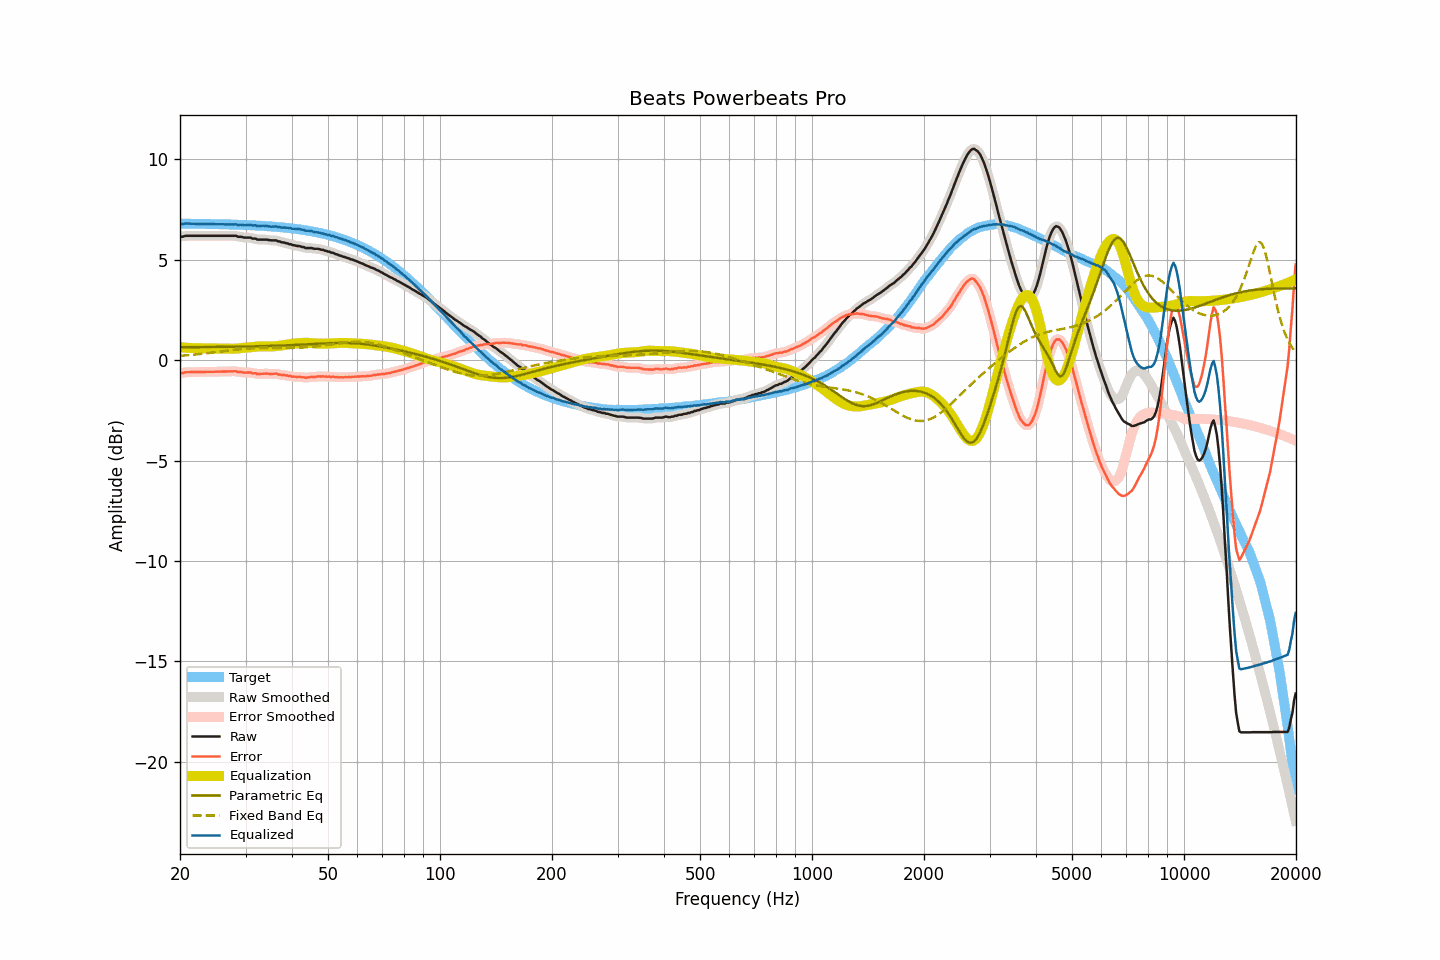 Beats Powerbeats Pro
10
5
0
−5
−10
−15
−20
Amplitude (dBr)
Target
Raw Smoothed
Error Smoothed
Raw
Error
Equalization
Parametric Eq
Fixed Band Eq
Equalized
20 50 100 200 500 1000 2000 5000 10000 20000
Frequency (Hz)